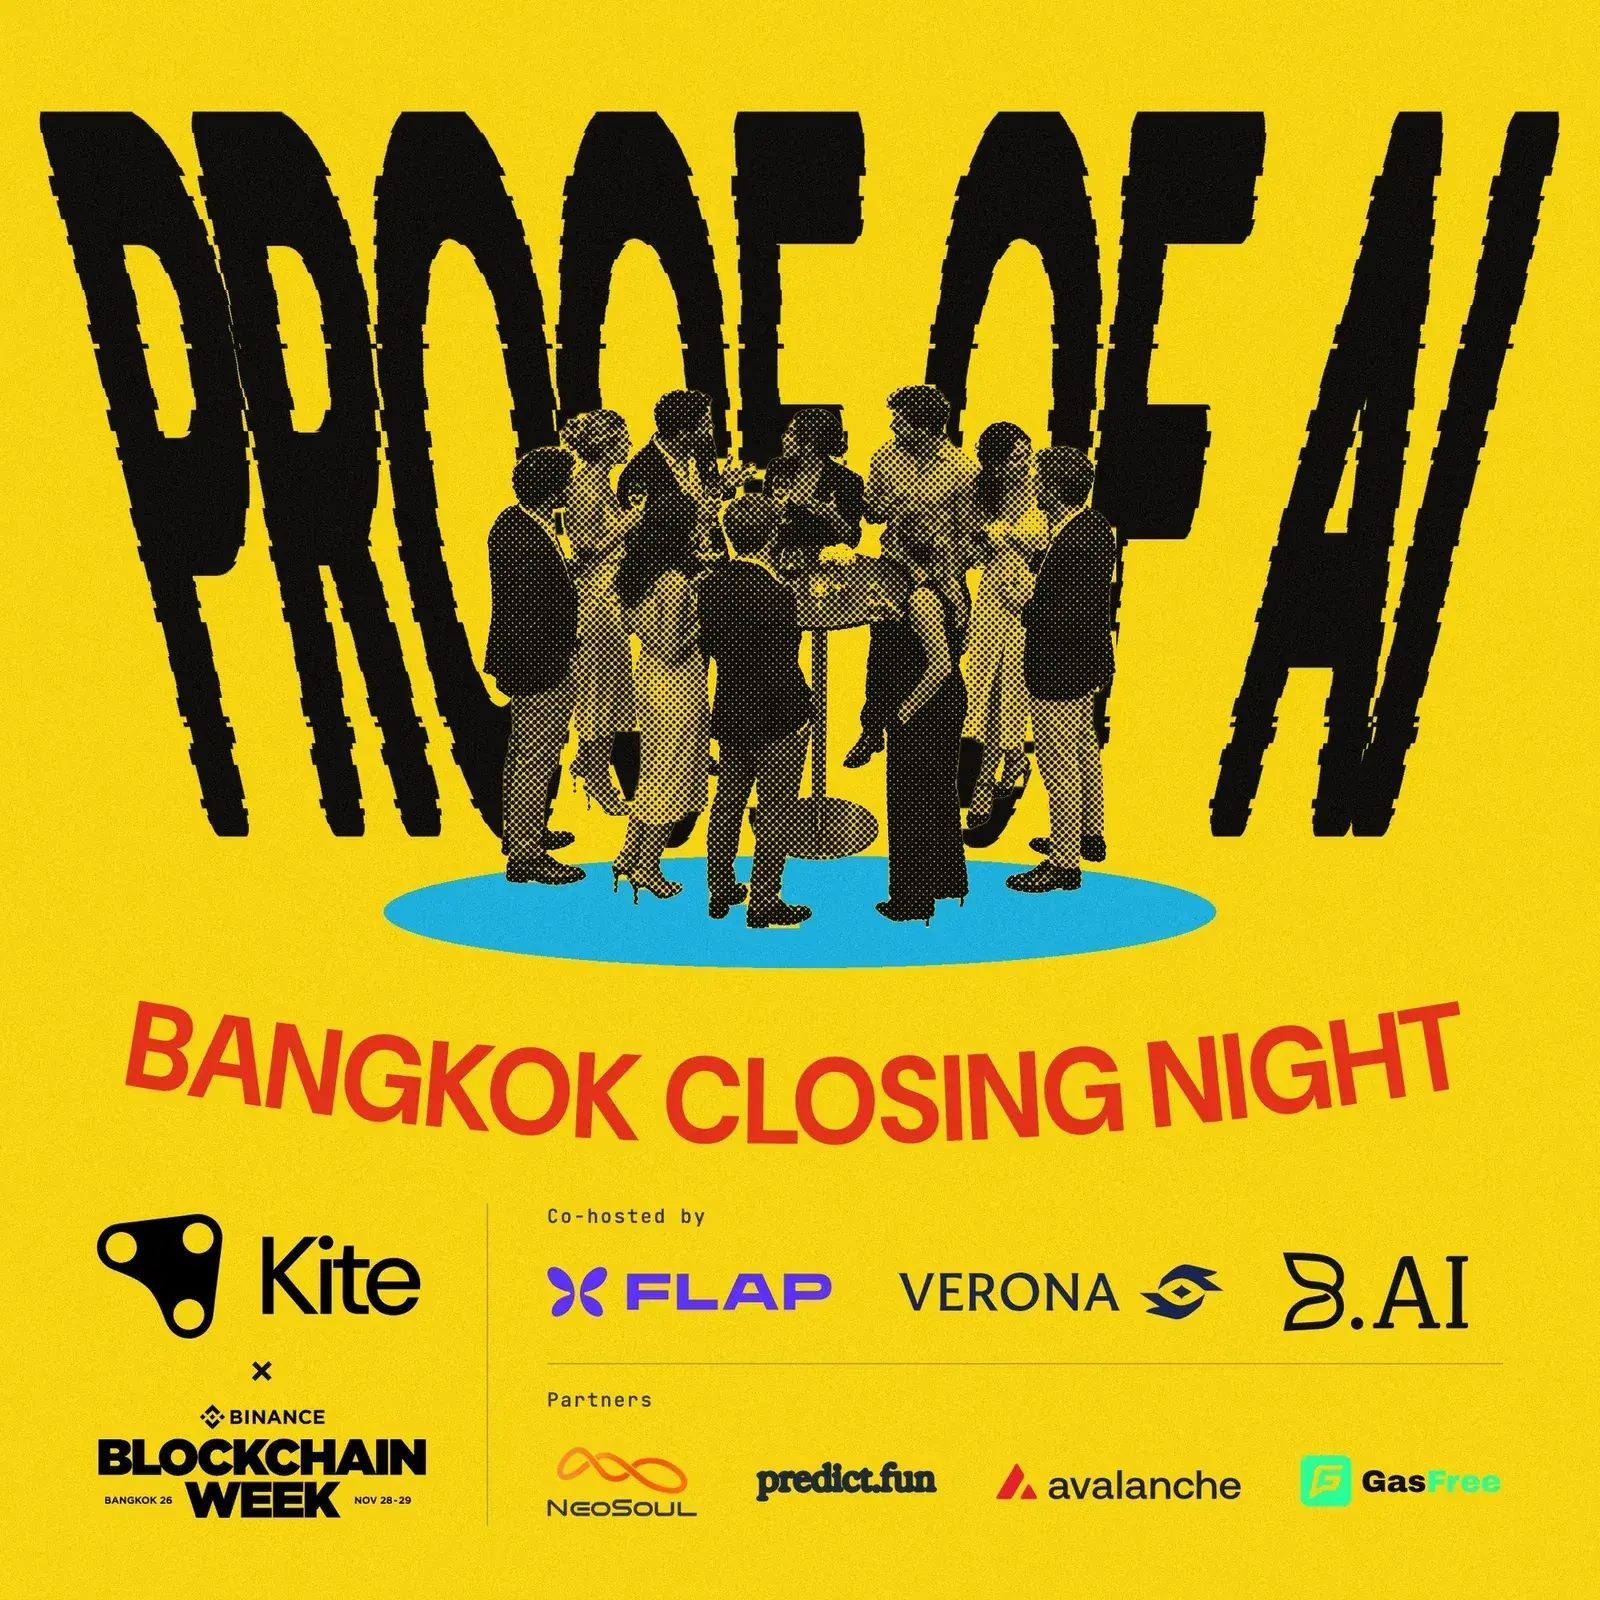 PROOF OF AI
BANGKOK CLOSING NIGHT
Kite
×
BINANCE
BLOCKCHAIN
WEEK
BANGKOK 26
NOV 28-29
Co-hosted by
FLAP
VERONA
B.AI
Partners
NEOSOUL
predict.fun
avalanche
GasFree